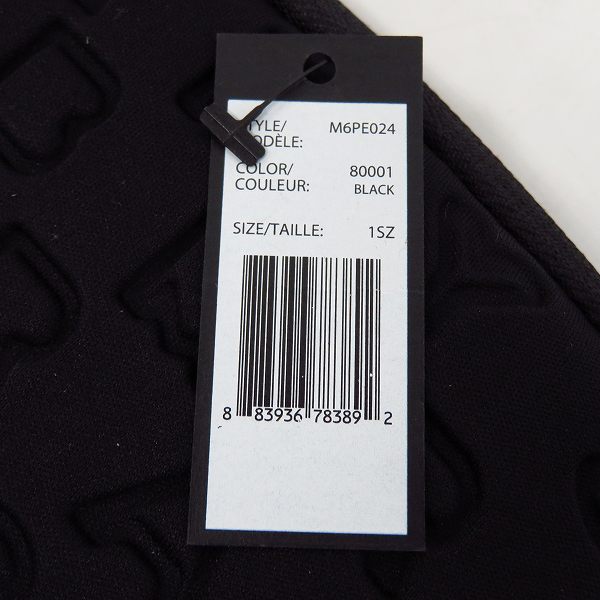 STYLE/ M6PE024
MODÈLE:
COLOR/ 80001
COULEUR: BLACK
SIZE/TAILLE: 1SZ
8 83936 78389 2